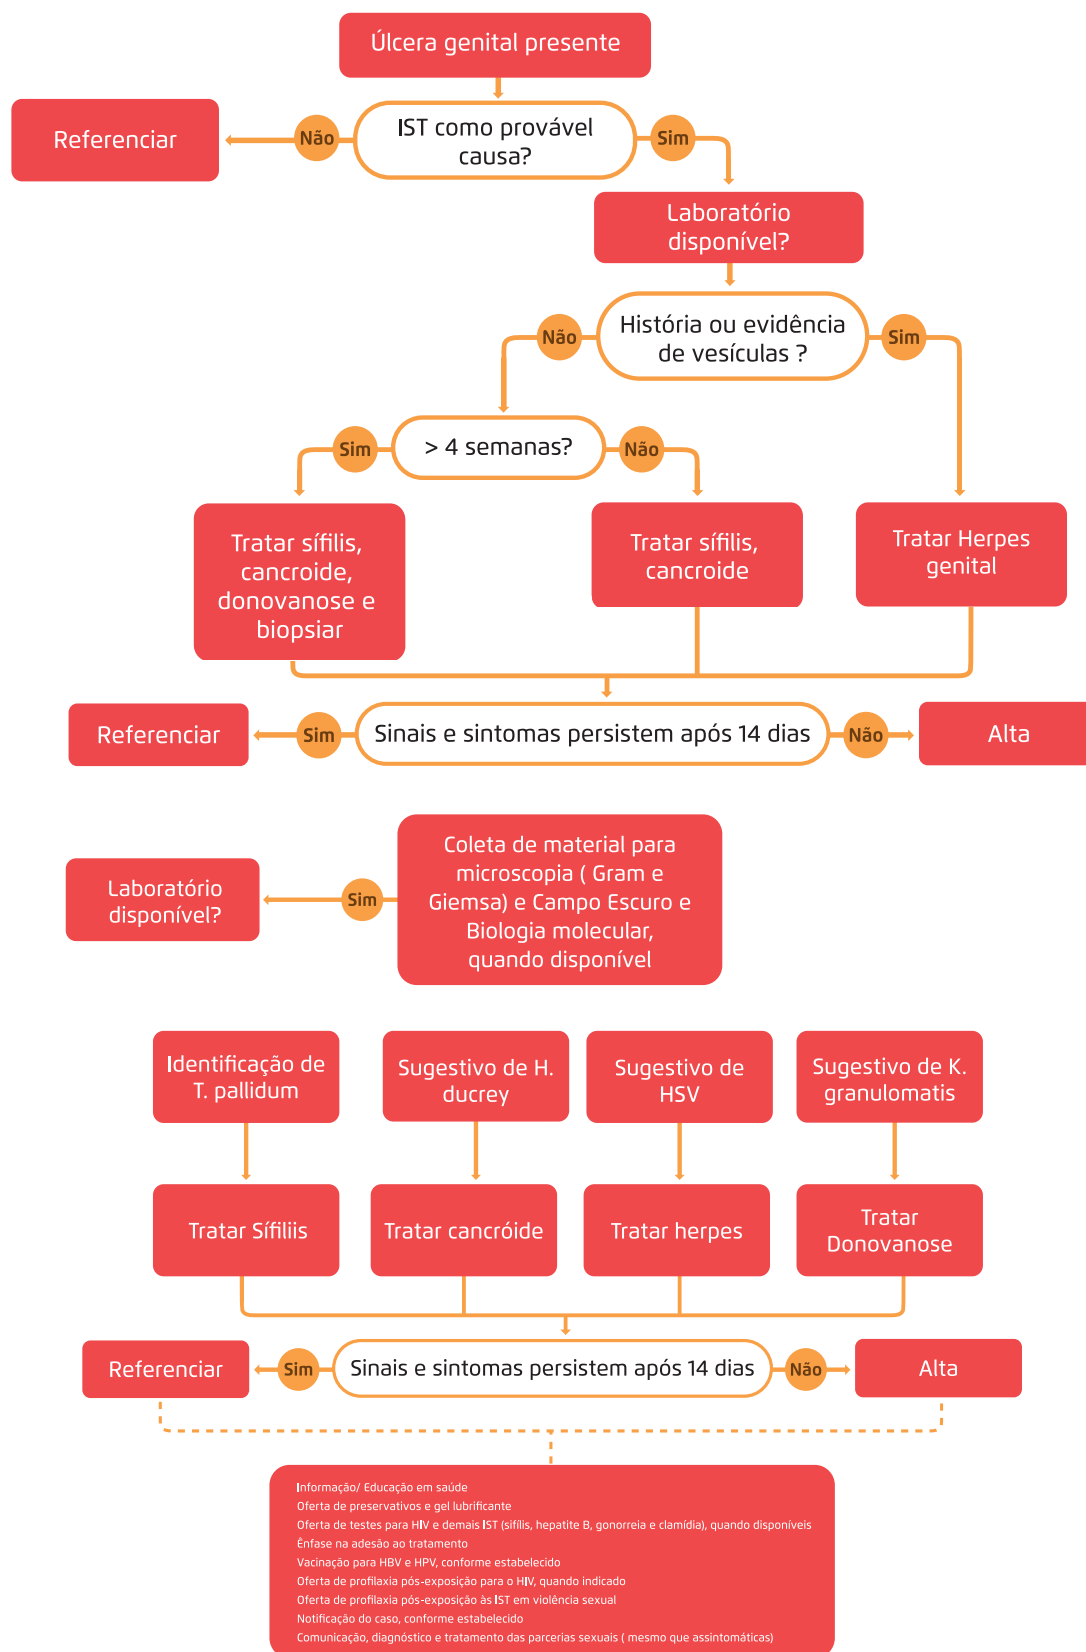 Úlcera genital presente
Referenciar
Não
IST como provável
causa?
Sim
Laboratório
disponível?
Não
História ou evidência
de vesículas ?
Sim
Sim
> 4 semanas?
Não
Tratar sífilis,
cancroide,
donovanose e
biopsiar
Tratar sífilis,
cancroide
Tratar Herpes
genital
Referenciar
Sim
Sinais e sintomas persistem após 14 dias
Não
Alta
Laboratório
disponível?
Sim
Coleta de material para
microscopia ( Gram e
Giemsa) e Campo Escuro e
Biologia molecular,
quando disponível
Identificação de
T. pallidum
Sugestivo de H.
ducrey
Sugestivo de
HSV
Sugestivo de K.
granulomatis
Tratar Sífiliis
Tratar cancróide
Tratar herpes
Tratar
Donovanose
Referenciar
Sim
Sinais e sintomas persistem após 14 dias
Não
Alta
Informação/ Educação em saúde
Oferta de preservativos e gel lubrificante
Oferta de testes para HIV e demais IST (sifílis, hepatite B, gonorreia e clamídia), quando disponíveis
Ênfase na adesão ao tratamento
Vacinação para HBV e HPV, conforme estabelecido
Oferta de profilaxia pós-exposição para o HIV, quando indicado
Oferta de profilaxia pós-exposição às IST em violência sexual
Notificação do caso, conforme estabelecido
Comunicação, diagnóstico e tratamento das parcerias sexuais ( mesmo que assintomáticas)